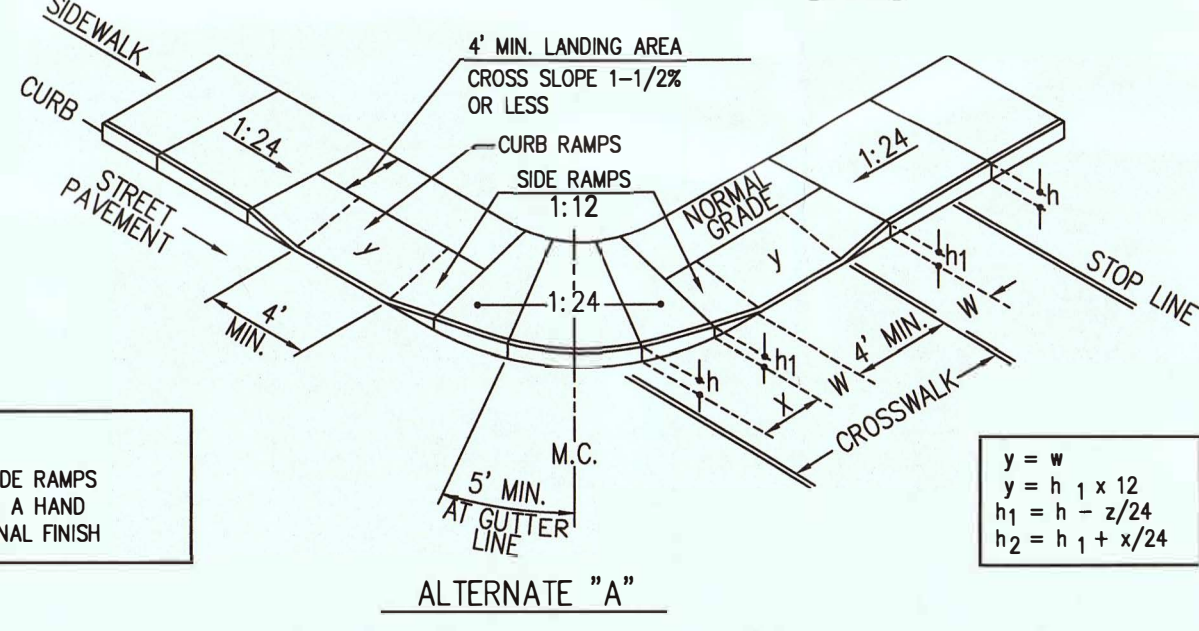 SIDEWALK
CURB
4' MIN. LANDING AREA
CROSS SLOPE 1-1/2%
OR LESS
CURB RAMPS
SIDE RAMPS
1:12
1:24
1:24
STREET
PAVEMENT
NORMAL
GRADE
y
y
h
h1
STOP LINE
W
4' MIN.
W
4'
MIN.
1:24
h1
h
X
CROSSWALK
M.C.
5' MIN.
AT GUTTER
LINE
DE RAMPS
A HAND
NAL FINISH
y = w
y = h 1 x 12
h1 = h - z/24
h2 = h 1 + x/24
ALTERNATE "A"